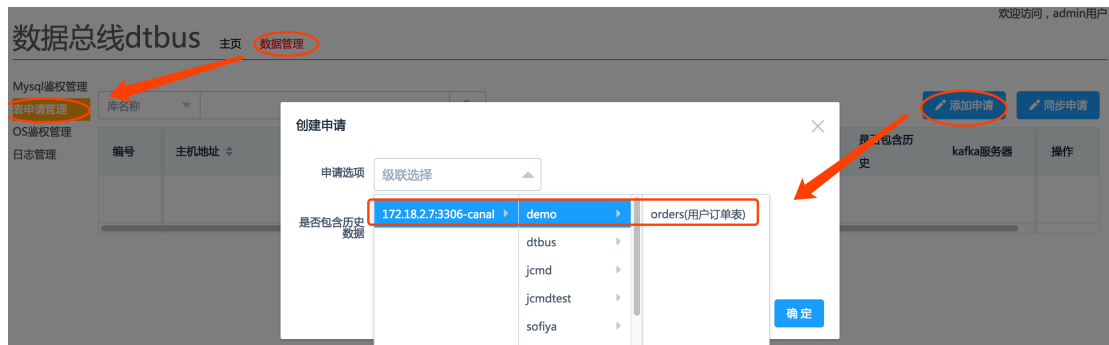 欢迎访问，admin用户
数据总线dtbus 主页 数据管理
Mysql鉴权管理
表申请管理
OS鉴权管理
日志管理
库名称
添加申请 同步申请
编号 主机地址 是否包含历史 kafka服务器 操作
创建申请
申请选项 级联选择
是否包含历史数据
172.18.2.7:3306-canal demo orders(用户订单表)
dtbus
jcmd
jcmdtest
sofiya
确 定